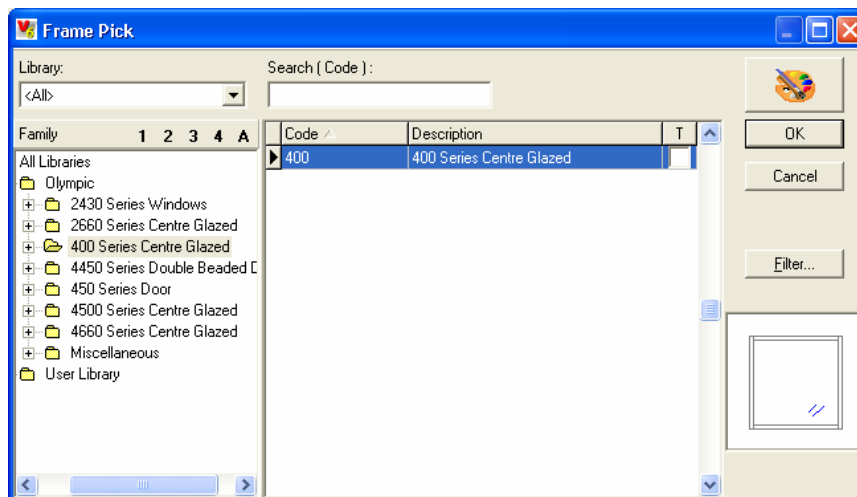 Frame Pick
Library:
<All>
Search ( Code ) :
Family 1 2 3 4 A
All Libraries
Olympic
2430 Series Windows
2660 Series Centre Glazed
400 Series Centre Glazed
4450 Series Double Beaded D
450 Series Door
4500 Series Centre Glazed
4660 Series Centre Glazed
Miscellaneous
User Library
Code Description T
400 400 Series Centre Glazed
OK
Cancel
Filter...